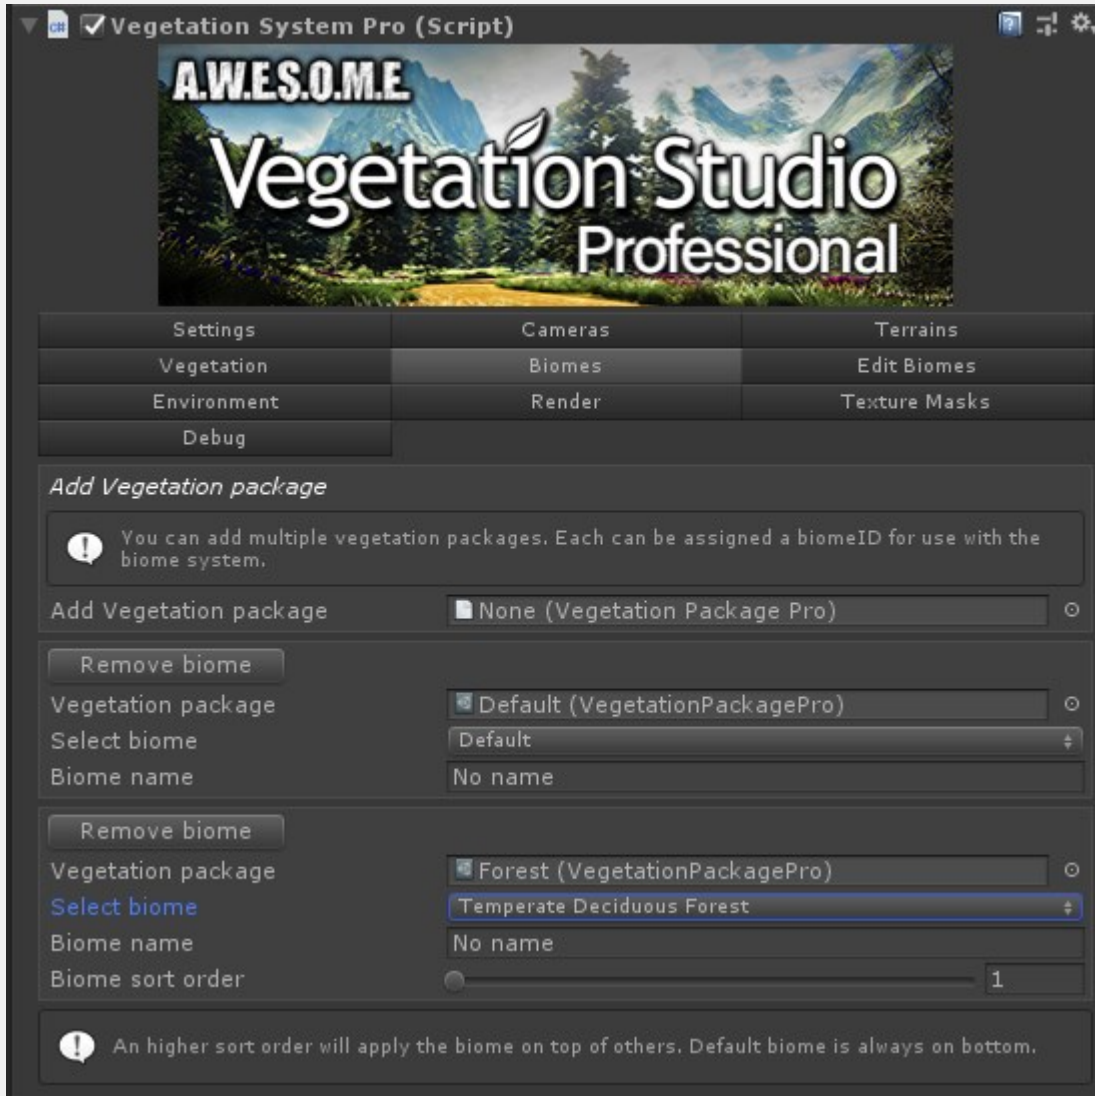 Vegetation System Pro (Script)
A.W.E.S.O.M.E.
Vegetation Studio
Professional
Settings Cameras Terrains
Vegetation Biomes Edit Biomes
Environment Render Texture Masks
Debug
Add Vegetation package
You can add multiple vegetation packages. Each can be assigned a biomeID for use with the
biome system.
Add Vegetation package None (Vegetation Package Pro)
Remove biome
Vegetation package Default (VegetationPackagePro)
Select biome Default
Biome name No name
Remove biome
Vegetation package Forest (VegetationPackagePro)
Select biome Temperate Deciduous Forest
Biome name No name
Biome sort order 1
An higher sort order will apply the biome on top of others. Default biome is always on bottom.